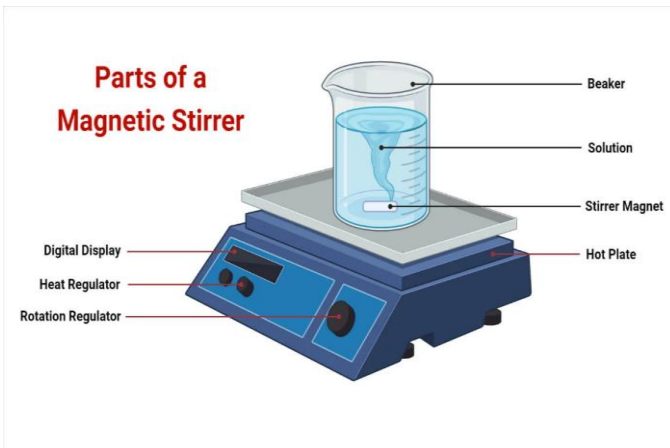 Parts of a
Magnetic Stirrer
Beaker
Solution
Stirrer Magnet
Hot Plate
Digital Display
Heat Regulator
Rotation Regulator